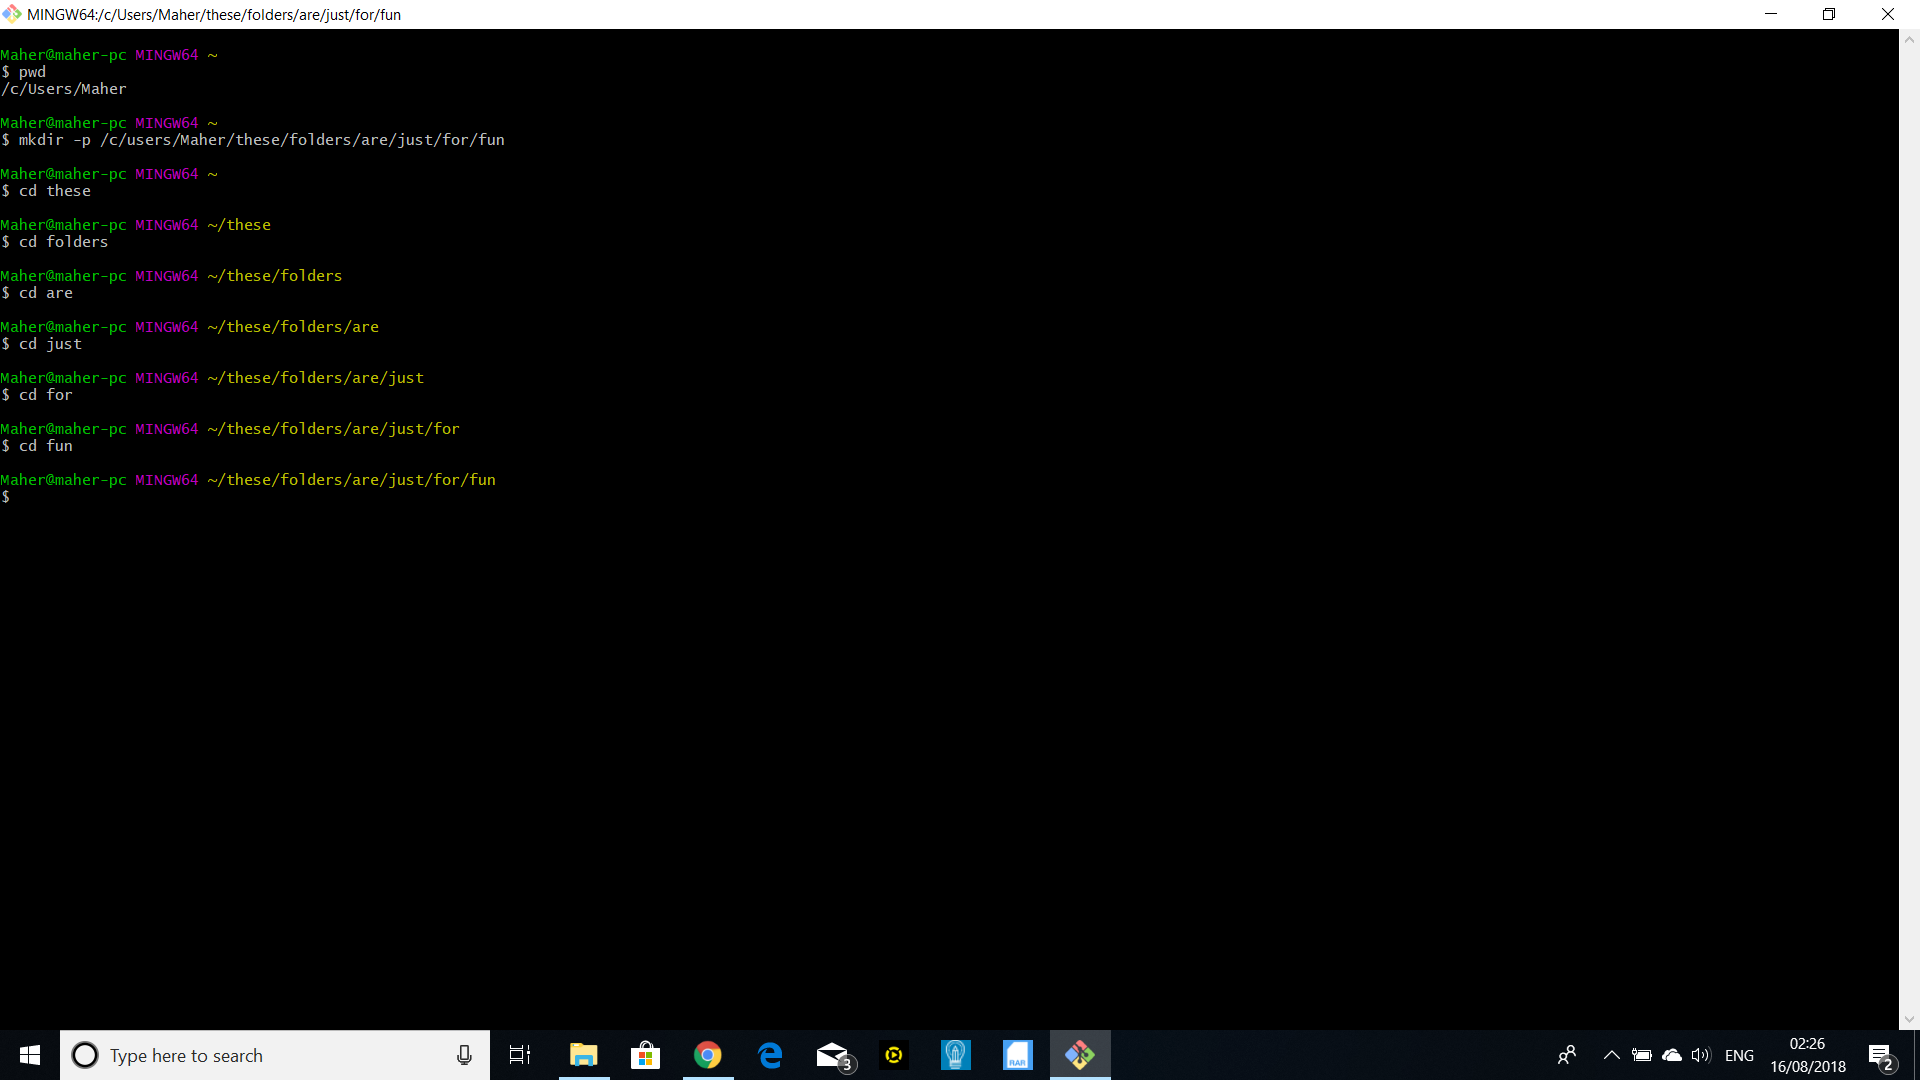 MINGW64:/c/Users/Maher/these/folders/are/just/for/fun
Maher@maher-pc MINGW64 ~
$ pwd
/c/Users/Maher
Maher@maher-pc MINGW64 ~
$ mkdir -p /c/users/Maher/these/folders/are/just/for/fun
Maher@maher-pc MINGW64 ~
$ cd these
Maher@maher-pc MINGW64 ~/these
$ cd folders
Maher@maher-pc MINGW64 ~/these/folders
$ cd are
Maher@maher-pc MINGW64 ~/these/folders/are
$ cd just
Maher@maher-pc MINGW64 ~/these/folders/are/just
$ cd for
Maher@maher-pc MINGW64 ~/these/folders/are/just/for
$ cd fun
Maher@maher-pc MINGW64 ~/these/folders/are/just/for/fun
$
Type here to search
3
RAR
ENG
02:26
16/08/2018
2